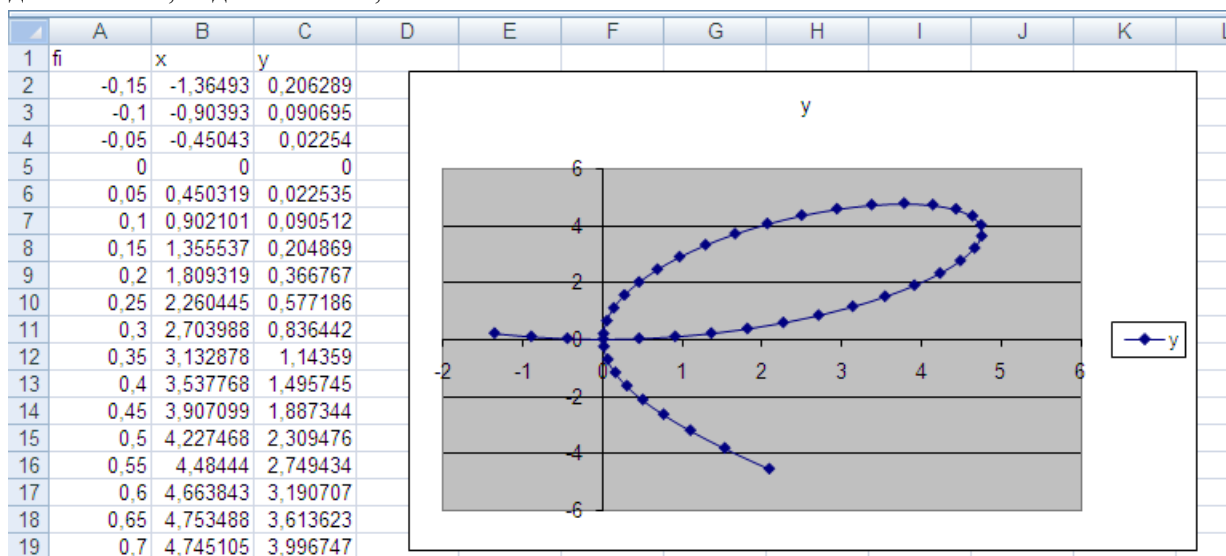 A B C D E F G H I J K L
1 fi x y
2 -0,15 -1,36493 0,206289
3 -0,1 -0,90393 0,090695
4 -0,05 -0,45043 0,02254
5 0 0 0
6 0,05 0,450319 0,022535
7 0,1 0,902101 0,090512
8 0,15 1,355537 0,204869
9 0,2 1,809319 0,366767
10 0,25 2,260445 0,577186
11 0,3 2,703988 0,836442
12 0,35 3,132878 1,14359
13 0,4 3,537768 1,495745
14 0,45 3,907099 1,887344
15 0,5 4,227468 2,309476
16 0,55 4,48444 2,749434
17 0,6 4,663843 3,190707
18 0,65 4,753488 3,613623
19 0,7 4,745105 3,996747
y
6
4
2
0
-2 -1 0 1 2 3 4 5 6
-2
-4
-6
y